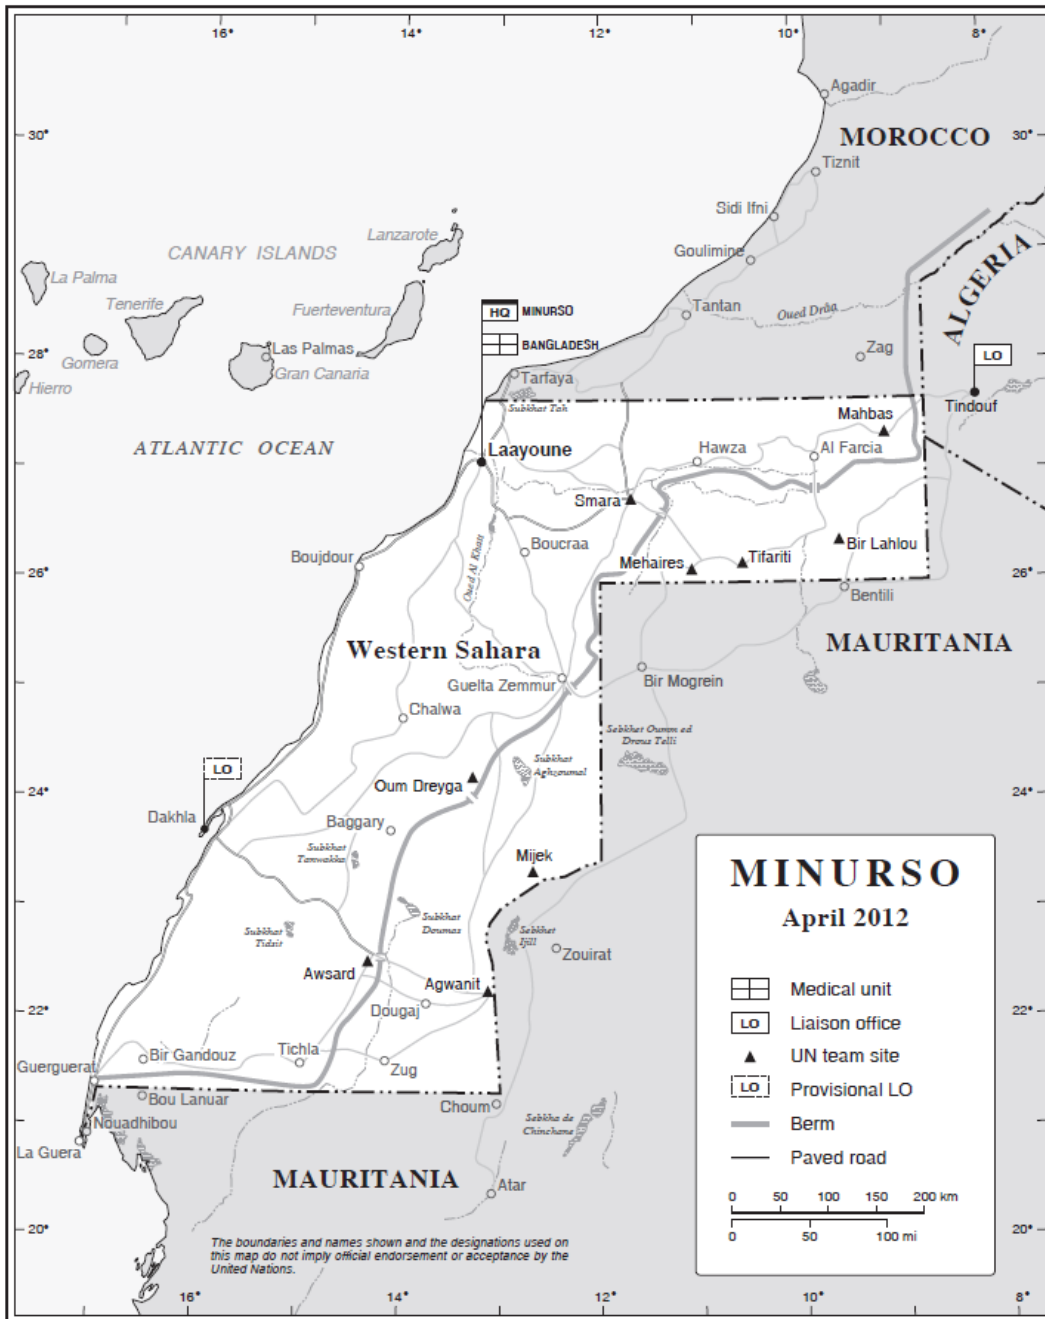 16°
14°
12°
10°
8°
Agadir
30°
MOROCCO
30°
Tiznit
Sidi Ifni
Lanzarote
CANARY ISLANDS
Goulimine
ALGERIA
La Palma
Tenerife
Fuerteventura
HQ MINURSO
Tantan
Oued Drâa
BANGLADESH
Las Palmas
Zag
LO
28°
28°
Gomera
Gran Canaria
Tarfaya
Hierro
Tindouf
Subkhat Tah
Mahbas
ATLANTIC OCEAN
Laayoune
Hawza
Al Farcia
Smara
Boucraa
Bir Lahlou
Boujdour
Oued Al Khatt
Mehaires
Tifariti
26°
26°
Bentili
Western Sahara
MAURITANIA
Guelta Zemmur
Bir Mogrein
Chalwa
Sebkhet Oumm ed
Drous Telli
LO
Subkhat
Aghzoumal
Oum Dreyga
24°
24°
Dakhla
Baggary
Subkhat
Tanwakka
Mijek
MINURSO
April 2012
Subkhat
Doumas
Subkhat
Tidsit
Sebkhet
Ijill
Zouirat
Awsard
Agwanit
Medical unit
Dougaj
22°
22°
LO Liaison office
Tichla
Bir Gandouz
UN team site
Guerguerat
Zug
LO Provisional LO
Bou Lanuar
Choum
Berm
Nouadhibou
Sebkha de
Chinchane
La Guera
Paved road
MAURITANIA
Atar
0 50 100 150 200 km
0 50 100 mi
20°
20°
The boundaries and names shown and the designations used on
this map do not imply official endorsement or acceptance by the
United Nations.
16°
14°
12°
10°
8°